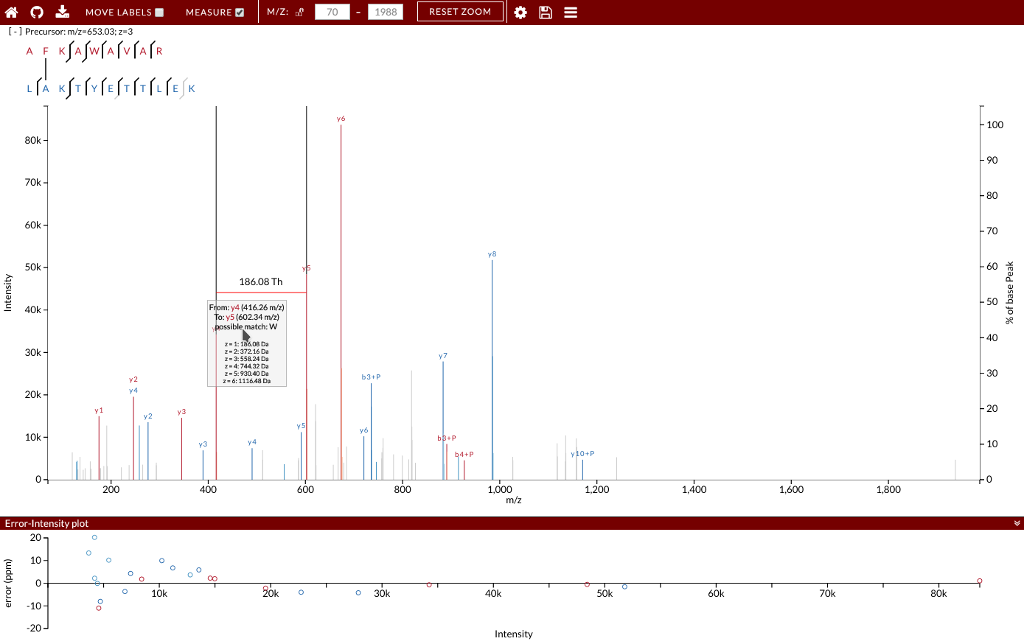 MOVE LABELS MEASURE M/Z: 70 - 1988 RESET ZOOM
[ - ] Precursor: m/z=653.03; z=3
A F K A W A V A R
L A K T Y E T T L E K
Intensity
% of base Peak
80k
70k
60k
50k
40k
30k
20k
10k
0
100
90
80
70
60
50
40
30
20
10
0
y6
y8
y5
186.08 Th
From: y4 (416.26 m/z)
To: y5 (602.34 m/z)
possible match: W
z = 1: 186.08 Da
z = 2: 372.16 Da
z = 3: 558.24 Da
z = 4: 744.32 Da
z = 5: 930.40 Da
z = 6: 1116.48 Da
y7
b3+P
y2
y4
y1
y2
y3
y5
y6
y3
y4
b3+P
b4+P
y10+P
200 400 600 800 1,000 1,200 1,400 1,600 1,800
m/z
Error-Intensity plot
error (ppm)
20
10
0
-10
-20
10k 20k 30k 40k 50k 60k 70k 80k
Intensity